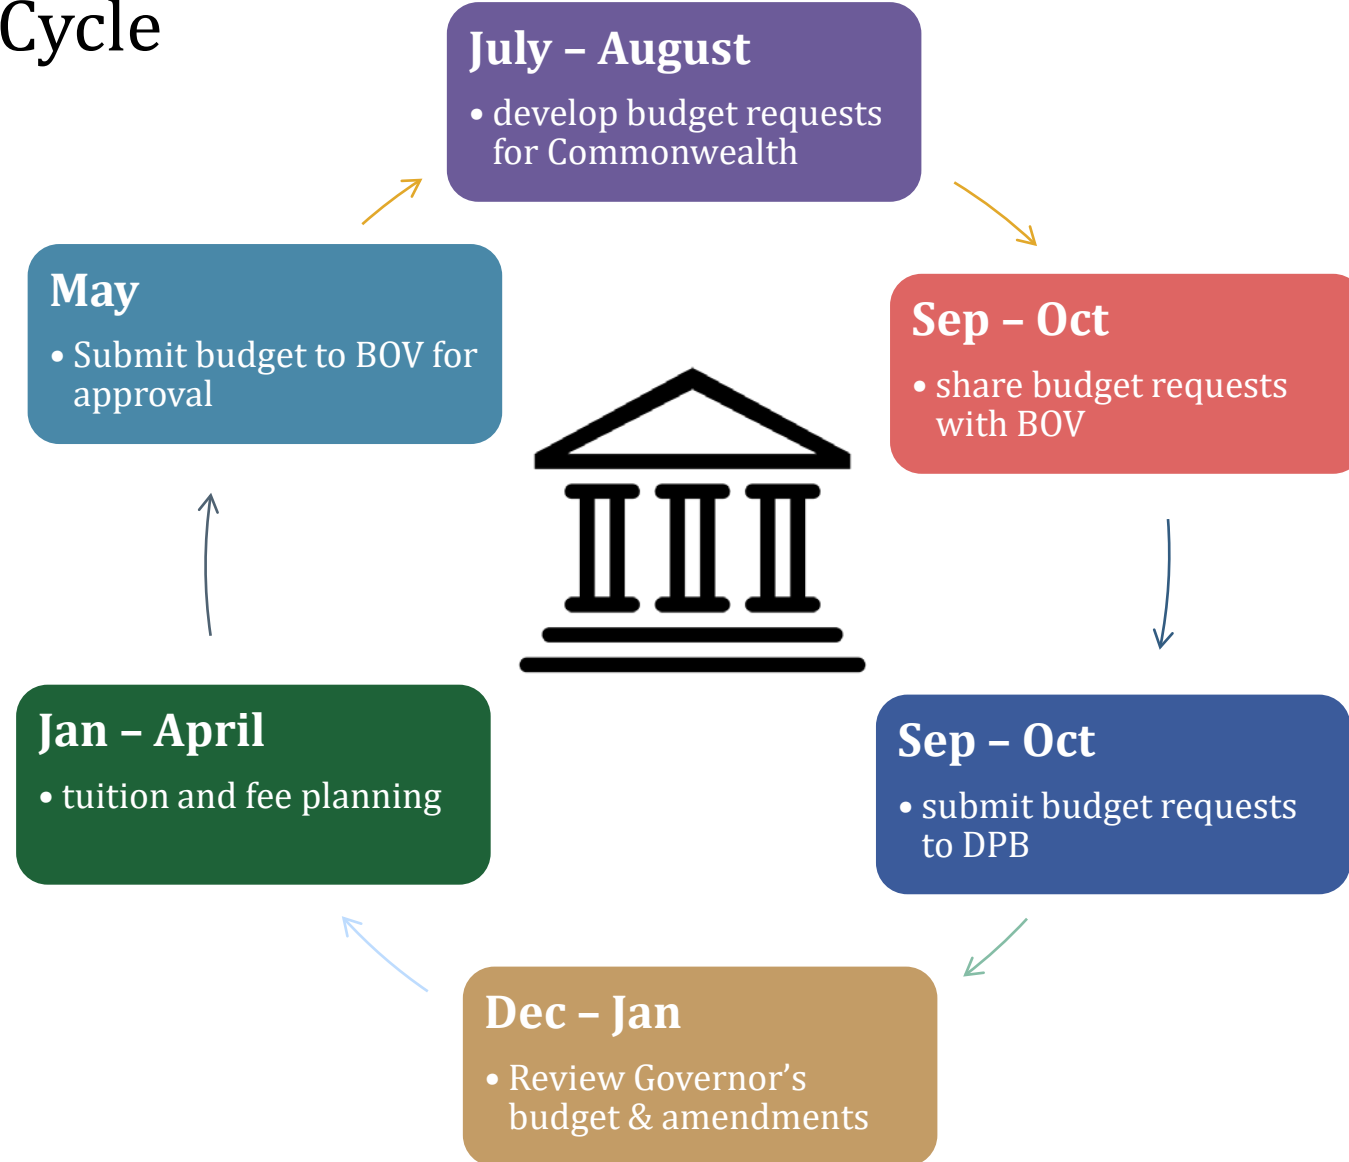 Cycle
July – August
• develop budget requests
for Commonwealth
Sep – Oct
• share budget requests
with BOV
Sep – Oct
• submit budget requests
to DPB
Dec – Jan
• Review Governor’s
budget & amendments
Jan – April
• tuition and fee planning
May
• Submit budget to BOV for
approval